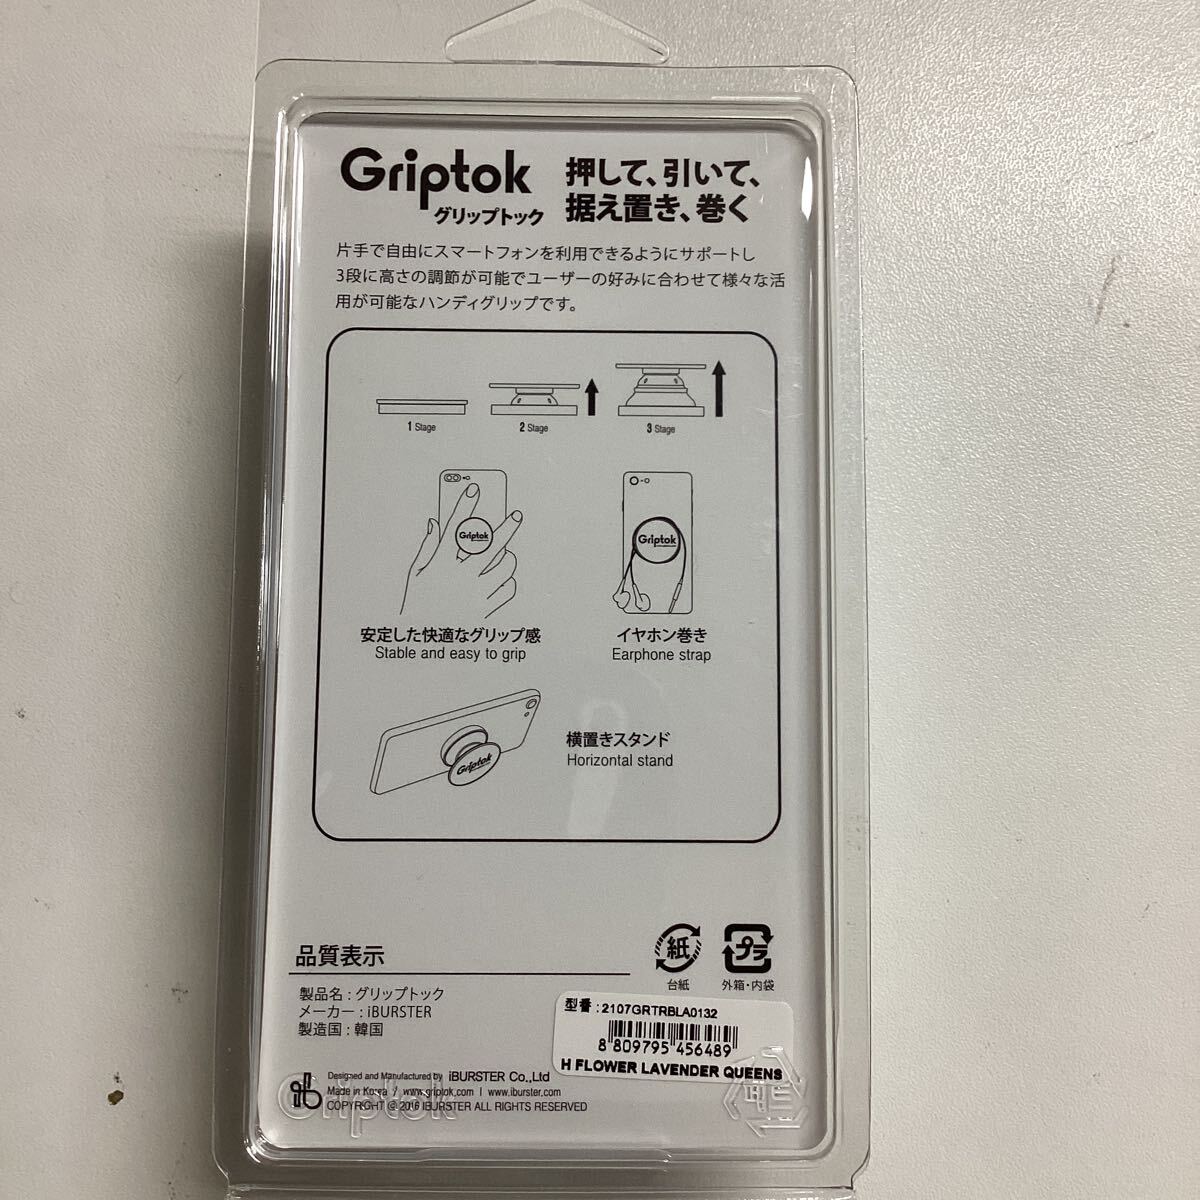 Griptok
グリップトック
押して、引いて、
据え置き、巻く
片手で自由にスマートフォンを利用できるようにサポートし
3段に高さの調節が可能でユーザーの好みに合わせて様々な活
用が可能なハンディグリップです。
1 Stage
2 Stage
3 Stage
Griptok
Griptok
安定した快適なグリップ感
Stable and easy to grip
イヤホン巻き
Earphone strap
Griptok
横置きスタンド
Horizontal stand
品質表示
製品名 : グリップトック
メーカー : iBURSTER
製造国 : 韓国
紙
台紙
プラ
外箱・内袋
型番 : 2107GRTRBLA0132
8 809795 456489
H FLOWER LAVENDER QUEENS
ib
Designed and Manufactured by iBURSTER Co.,Ltd
Made in Korea / www.griptok.com | www.iburster.com
COPYRIGHT @ 2016 IBURSTER ALL RIGHTS RESERVED
Griptok